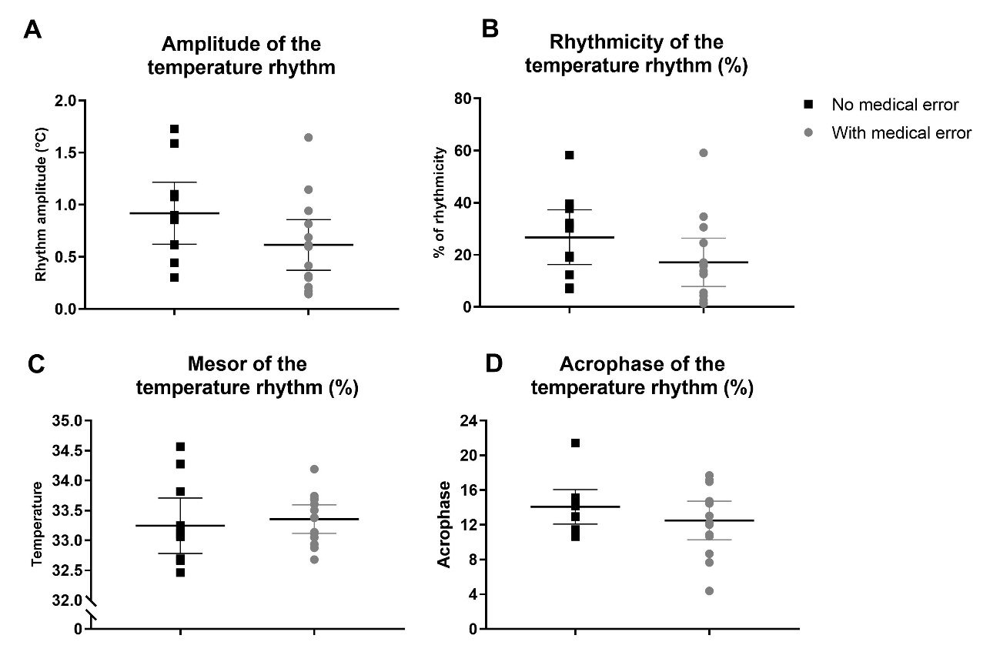 A
Amplitude of the
temperature rhythm
Rhythm amplitude (°C)
2.0
1.5
1.0
0.5
0.0
B
Rhythmicity of the
temperature rhythm (%)
% of rhythmicity
80
60
40
20
0
No medical error
With medical error
C
Mesor of the
temperature rhythm (%)
Temperature
35.0
34.5
34.0
33.5
33.0
32.5
32.0
0
D
Acrophase of the
temperature rhythm (%)
Acrophase
24
20
16
12
8
4
0